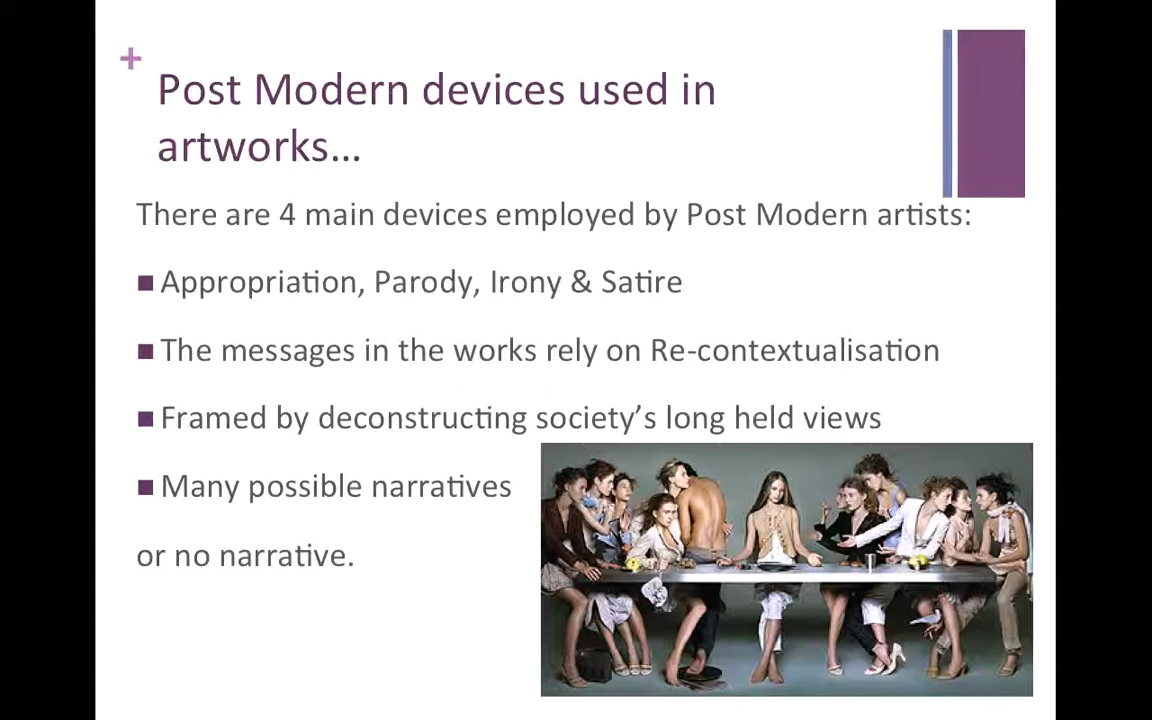 +
Post Modern devices used in
artworks…
There are 4 main devices employed by Post Modern artists:
■ Appropriation, Parody, Irony & Satire
■ The messages in the works rely on Re-contextualisation
■ Framed by deconstructing society’s long held views
■ Many possible narratives
or no narrative.